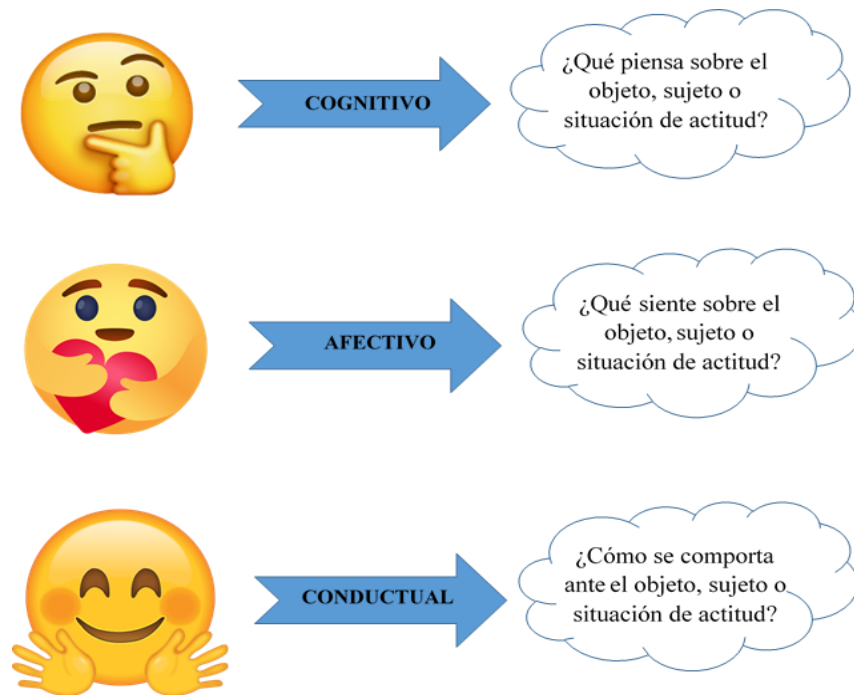 COGNITIVO
¿Qué piensa sobre el
objeto, sujeto o
situación de actitud?
AFECTIVO
¿Qué siente sobre el
objeto, sujeto o
situación de actitud?
CONDUCTUAL
¿Cómo se comporta
ante el objeto, sujeto o
situación de actitud?